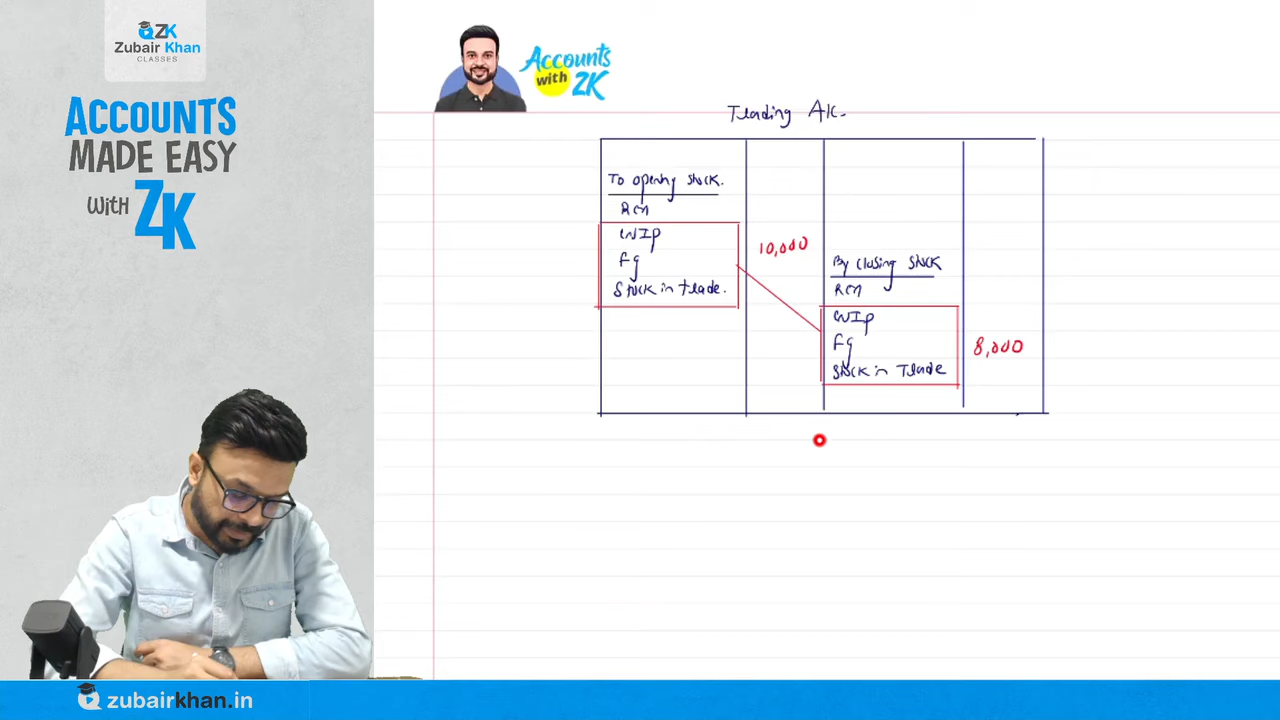 ZK
Zubair Khan
CLASSES
ACCOUNTS
MADE EASY
WITH ZK
Accounts
with
ZK
Trading A/c.
To opening stock.
RM
WIP
Fg
Stock in trade.
10,000
By closing stock
RM
WIP
Fg
Stock in Trade
8,000
zubairkhan.in